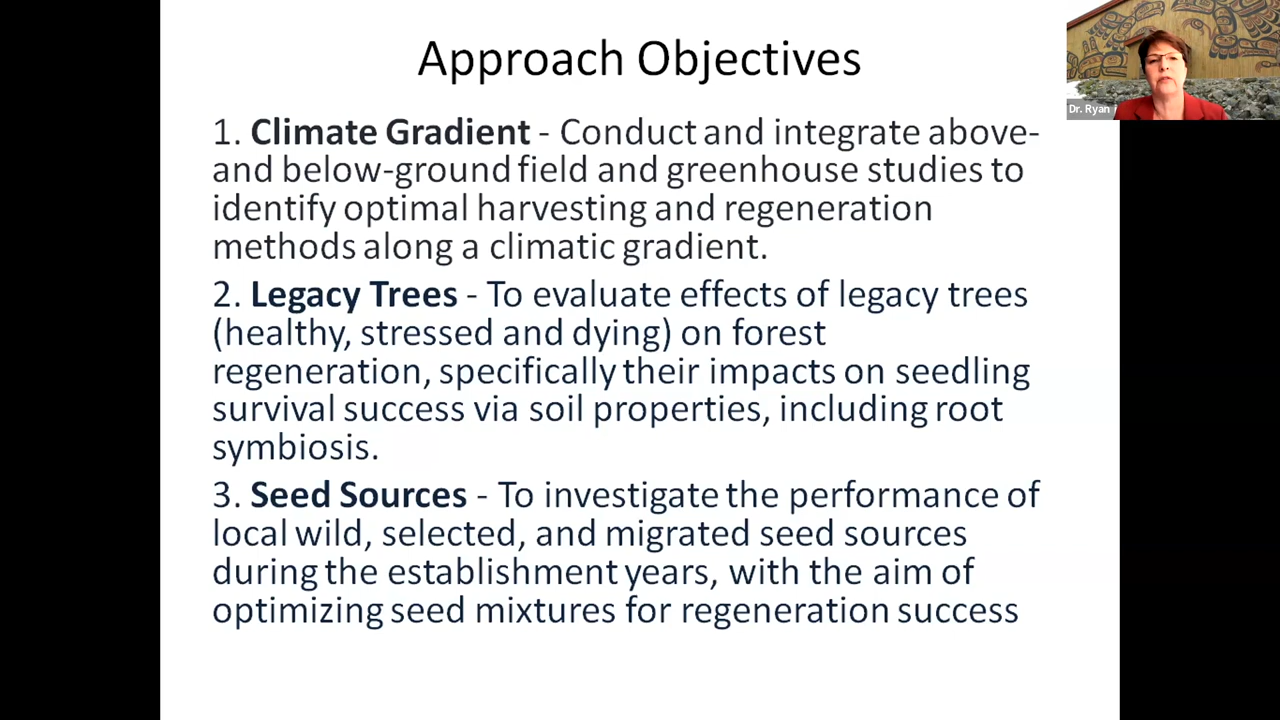 Approach Objectives
Dr. Ryan
1. Climate Gradient - Conduct and integrate above-
and below-ground field and greenhouse studies to
identify optimal harvesting and regeneration
methods along a climatic gradient.
2. Legacy Trees - To evaluate effects of legacy trees
(healthy, stressed and dying) on forest
regeneration, specifically their impacts on seedling
survival success via soil properties, including root
symbiosis.
3. Seed Sources - To investigate the performance of
local wild, selected, and migrated seed sources
during the establishment years, with the aim of
optimizing seed mixtures for regeneration success